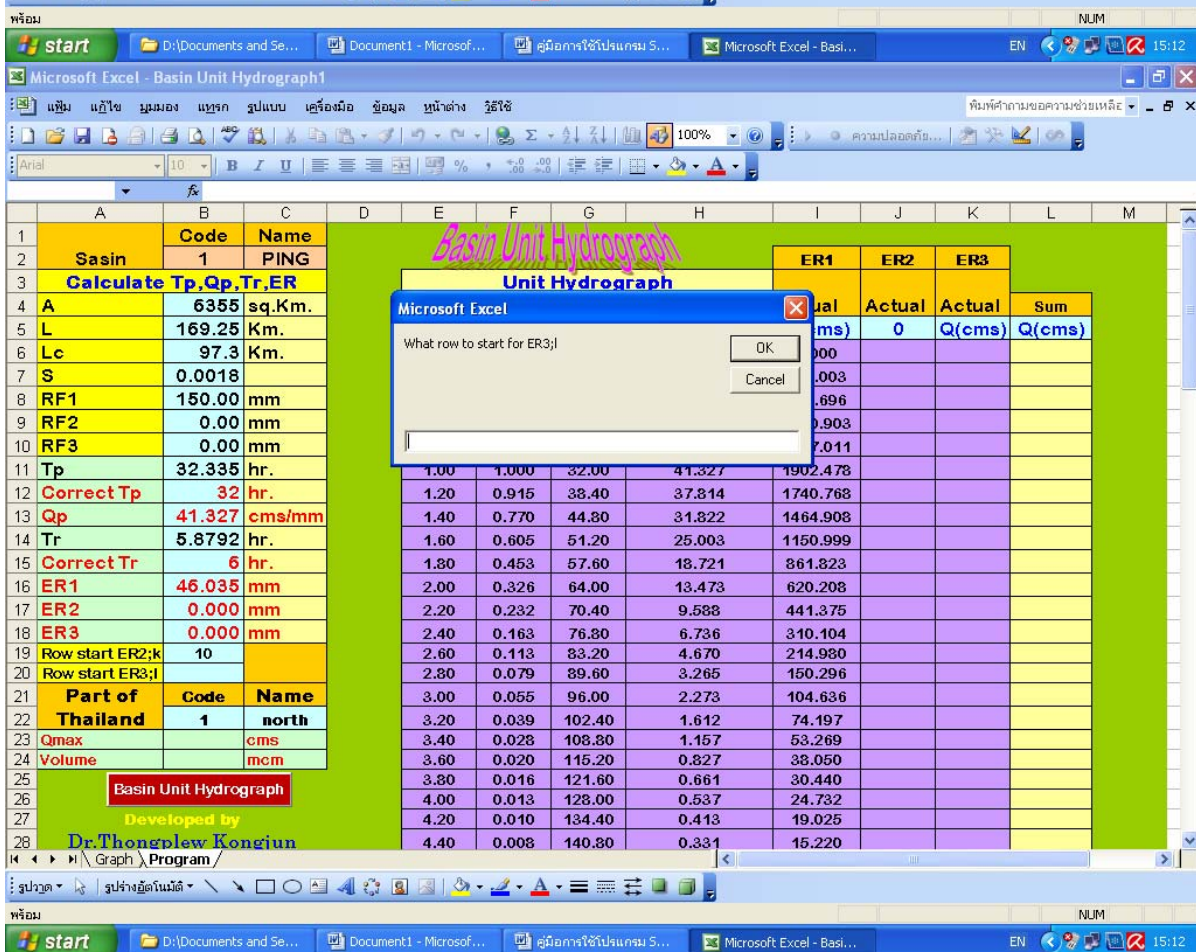 พร้อม NUM
start D:\Documents and Se... Document1 - Microsof... คู่มือการใช้โปรแกรม S... Microsoft Excel - Basi... EN 15:12
Microsoft Excel - Basin Unit Hydrograph1
แฟ้ม แก้ไข มุมมอง แทรก รูปแบบ เครื่องมือ ข้อมูล หน้าต่าง วิธีใช้ พิมพ์คำถามขอความช่วยเหลือ
100% ความปลอดภัย...
Arial 10 B I U
fx
A B C D E F G H I J K L M
1 Code Name Basin Unit Hydrograph
2 Sasin 1 PING ER1 ER2 ER3
3 Calculate Tp,Qp,Tr,ER Unit Hydrograph
4 A 6355 sq.Km. ual Actual Actual Sum
5 L 169.25 Km. ms) 0 Q(cms) Q(cms)
Microsoft Excel
What row to start for ER3;l
OK
Cancel
6 Lc 97.3 Km. 000
7 S 0.0018 .003
8 RF1 150.00 mm .696
9 RF2 0.00 mm .903
10 RF3 0.00 mm 7.011
11 Tp 32.335 hr. 1.00 1.000 32.00 41.327 1902.478
12 Correct Tp 32 hr. 1.20 0.915 38.40 37.814 1740.768
13 Qp 41.327 cms/mm 1.40 0.770 44.80 31.822 1464.908
14 Tr 5.8792 hr. 1.60 0.605 51.20 25.003 1150.999
15 Correct Tr 6 hr. 1.80 0.453 57.60 18.721 861.823
16 ER1 46.035 mm 2.00 0.326 64.00 13.473 620.208
17 ER2 0.000 mm 2.20 0.232 70.40 9.588 441.375
18 ER3 0.000 mm 2.40 0.163 76.80 6.736 310.104
19 Row start ER2;k 10 2.60 0.113 83.20 4.670 214.980
20 Row start ER3;l 2.80 0.079 89.60 3.265 150.296
21 Part of Code Name 3.00 0.055 96.00 2.273 104.636
22 Thailand 1 north 3.20 0.039 102.40 1.612 74.197
23 Qmax cms 3.40 0.028 108.80 1.157 53.269
24 Volume mcm 3.60 0.020 115.20 0.827 38.050
25 Basin Unit Hydrograph 3.80 0.016 121.60 0.661 30.440
26 4.00 0.013 128.00 0.537 24.732
27 Developed by 4.20 0.010 134.40 0.413 19.025
28 Dr.Thongplew Kongjun 4.40 0.008 140.80 0.331 15.220
Graph Program
รูปวาด รูปร่างอัตโนมัติ
พร้อม NUM
start D:\Documents and Se... Document1 - Microsof... คู่มือการใช้โปรแกรม S... Microsoft Excel - Basi... EN 15:12